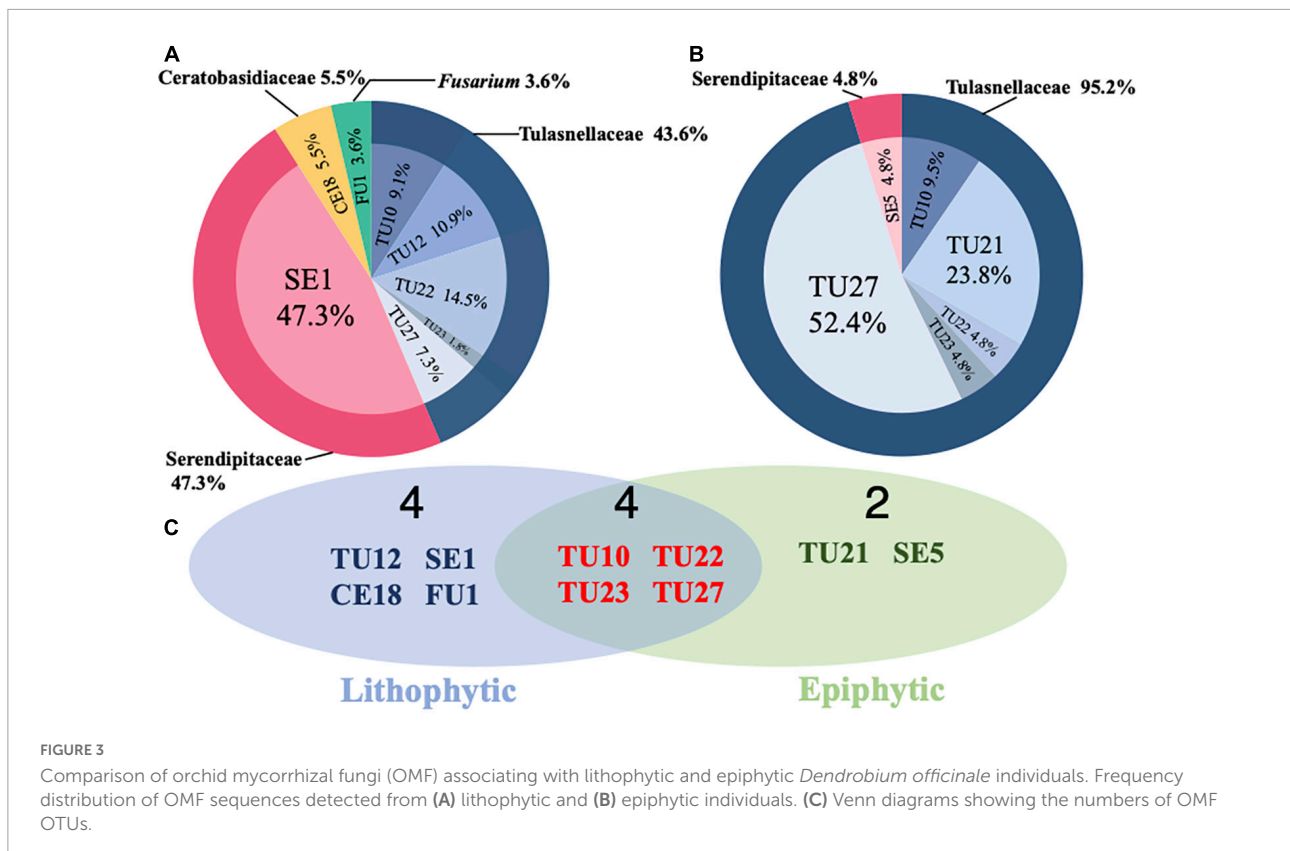 A
Ceratobasidiaceae 5.5%
Fusarium 3.6%
Tulasnellaceae 43.6%
CE18 5.5%
FU1 3.6%
TU10 9.1%
TU12 10.9%
TU22 14.5%
TU23 1.8%
TU27 7.3%
SE1
47.3%
Serendipitaceae
47.3%
B
Serendipitaceae 4.8%
Tulasnellaceae 95.2%
SE5 4.8%
TU10 9.5%
TU21
23.8%
TU22 4.8%
TU23 4.8%
TU27
52.4%
C
4 4 2
TU12 SE1 TU10 TU22 TU21 SE5
CE18 FU1 TU23 TU27
Lithophytic Epiphytic
FIGURE 3
Comparison of orchid mycorrhizal fungi (OMF) associating with lithophytic and epiphytic Dendrobium officinale individuals. Frequency
distribution of OMF sequences detected from (A) lithophytic and (B) epiphytic individuals. (C) Venn diagrams showing the numbers of OMF
OTUs.